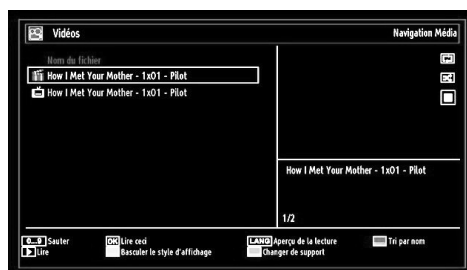 Vidéos Navigation Média
Nom du fichier
How I Met Your Mother - 1x01 - Pilot
How I Met Your Mother - 1x01 - Pilot
How I Met Your Mother - 1x01 - Pilot
1/2
0...9 Sauter OK Lire ceci LANG Aperçu de la lecture Tri par nom
Lire Basculer le style d'affichage Changer de support